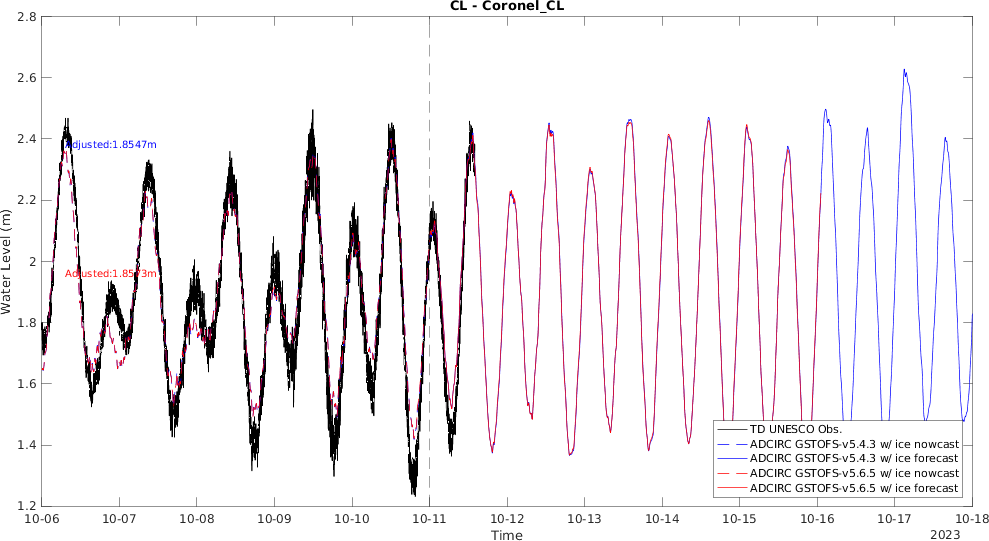 CL - Coronel_CL
2.8
2.6
2.4
2.2
2
1.8
1.6
1.4
1.2
Water Level (m)
Adjusted:1.8547m
Adjusted:1.8573m
TD UNESCO Obs.
ADCIRC GSTOFS-v5.4.3 w/ ice nowcast
ADCIRC GSTOFS-v5.4.3 w/ ice forecast
ADCIRC GSTOFS-v5.6.5 w/ ice nowcast
ADCIRC GSTOFS-v5.6.5 w/ ice forecast
10-06 10-07 10-08 10-09 10-10 10-11 10-12 10-13 10-14 10-15 10-16 10-17 10-18
Time
2023